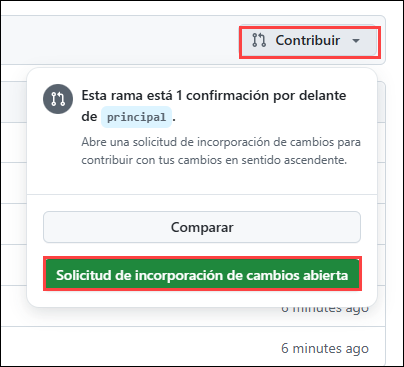 Contribuir
Esta rama está 1 confirmación por delante
de principal.
Abre una solicitud de incorporación de cambios para
contribuir con tus cambios en sentido ascendente.
Comparar
Solicitud de incorporación de cambios abierta
6 minutes ago
6 minutes ago